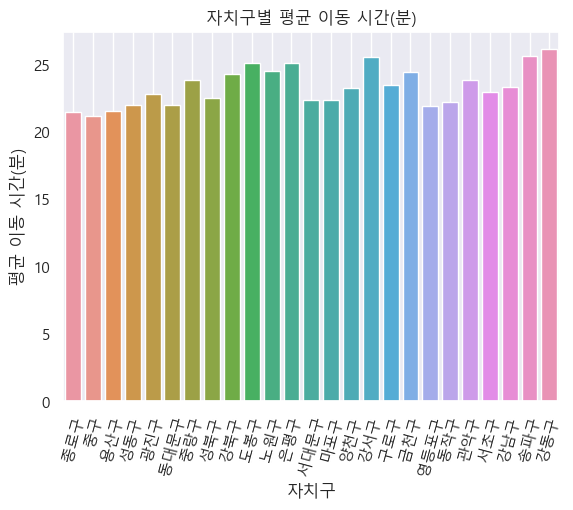 자치구별 평균 이동 시간(분)
평균 이동 시간(분)
25
20
15
10
5
0
종로구
중구
용산구
성동구
광진구
동대문구
중랑구
성북구
강북구
도봉구
노원구
은평구
서대문구
마포구
양천구
강서구
구로구
금천구
영등포구
동작구
관악구
서초구
강남구
송파구
강동구
자치구